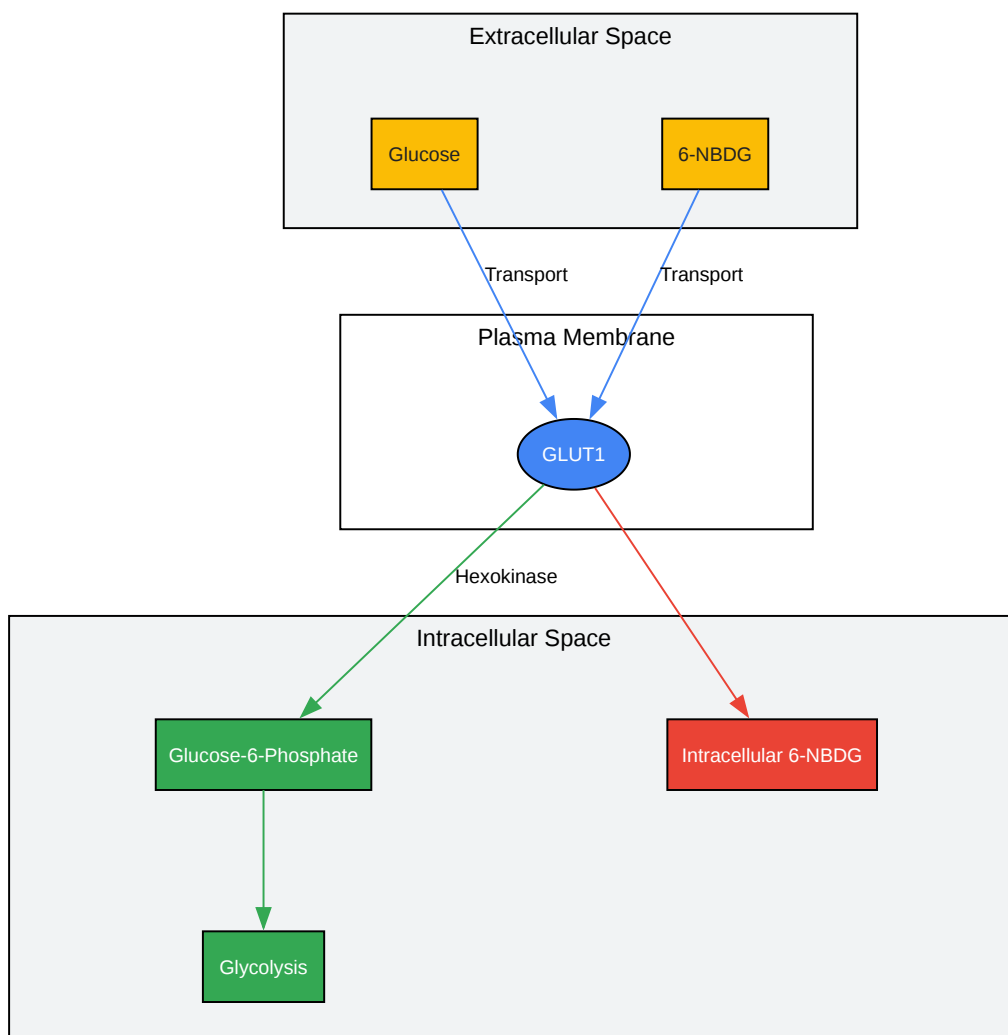 Extracellular Space
Glucose
6-NBDG
Transport
Transport
Plasma Membrane
GLUT1
Hexokinase
Intracellular Space
Glucose-6-Phosphate
Intracellular 6-NBDG
Glycolysis